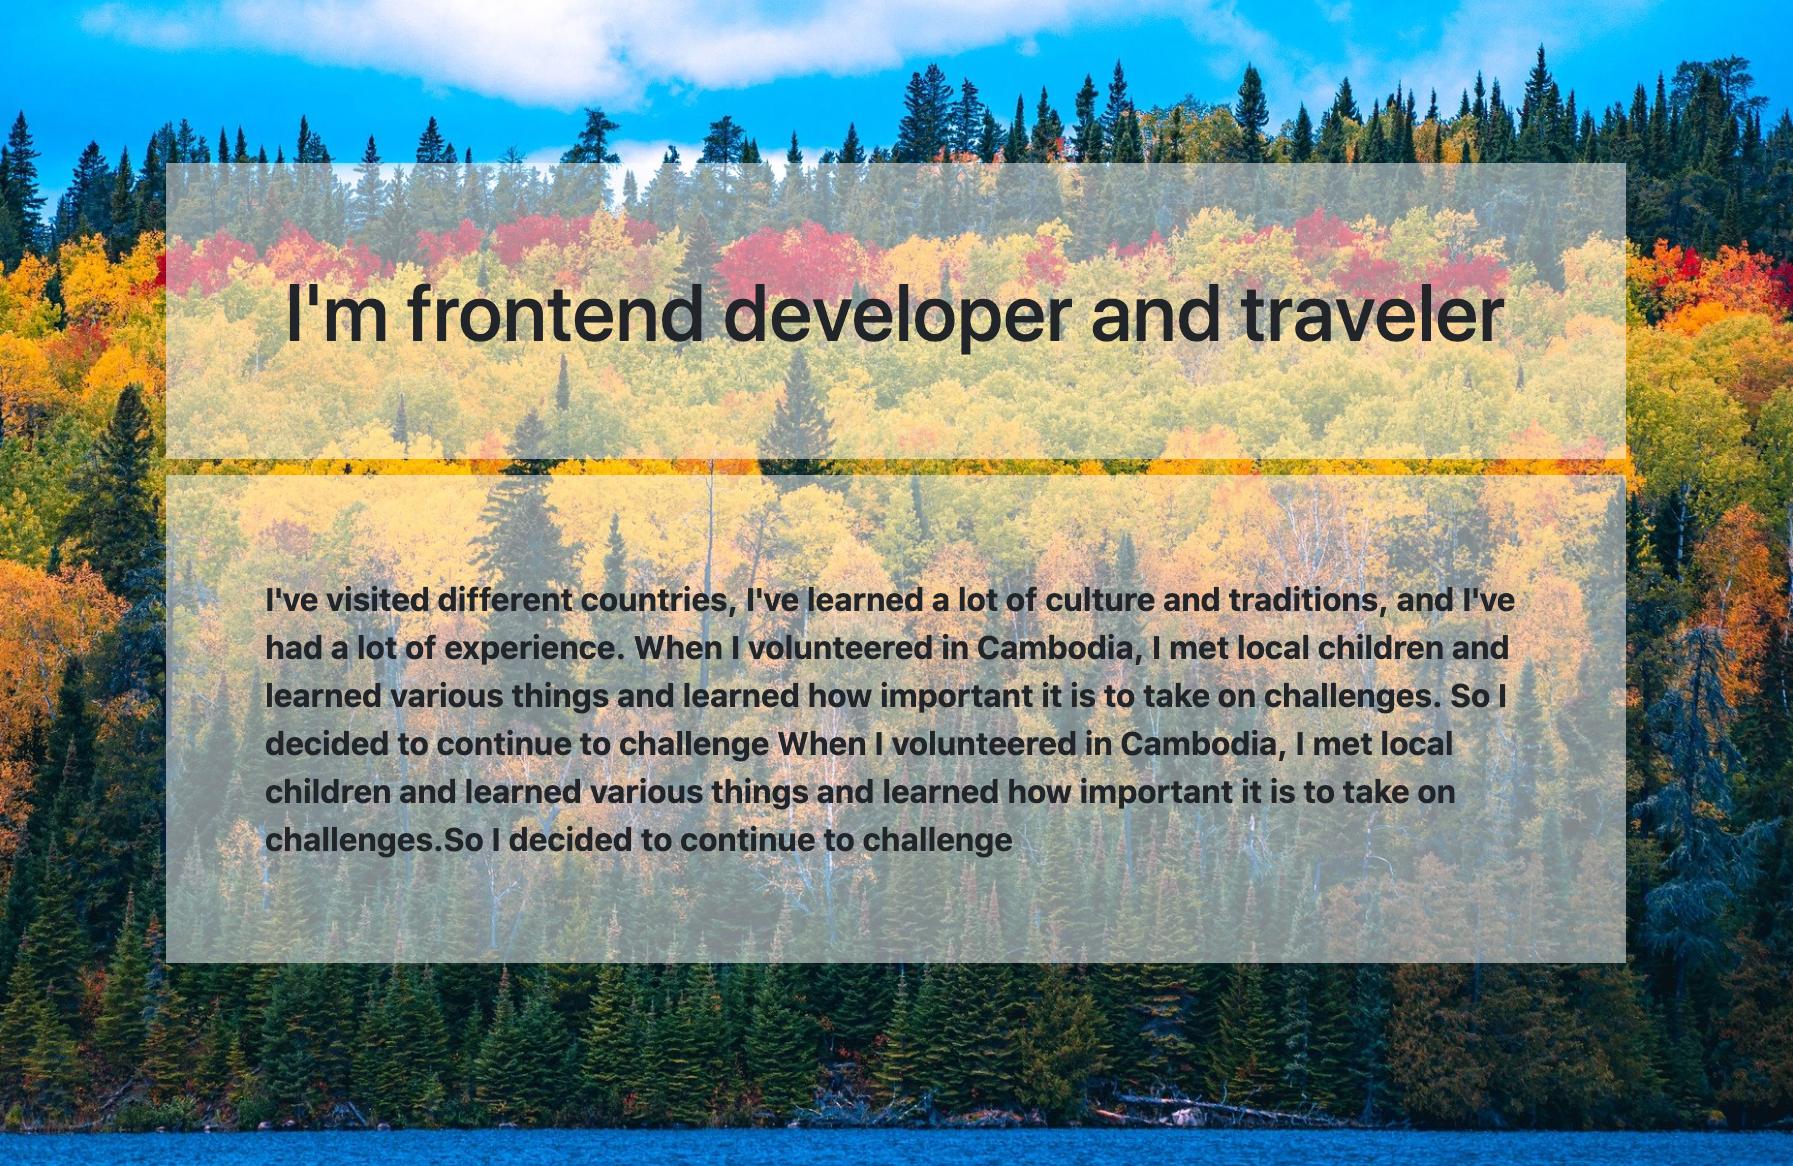 I'm frontend developer and traveler
I've visited different countries, I've learned a lot of culture and traditions, and I've
had a lot of experience. When I volunteered in Cambodia, I met local children and
learned various things and learned how important it is to take on challenges. So I
decided to continue to challenge When I volunteered in Cambodia, I met local
children and learned various things and learned how important it is to take on
challenges.So I decided to continue to challenge